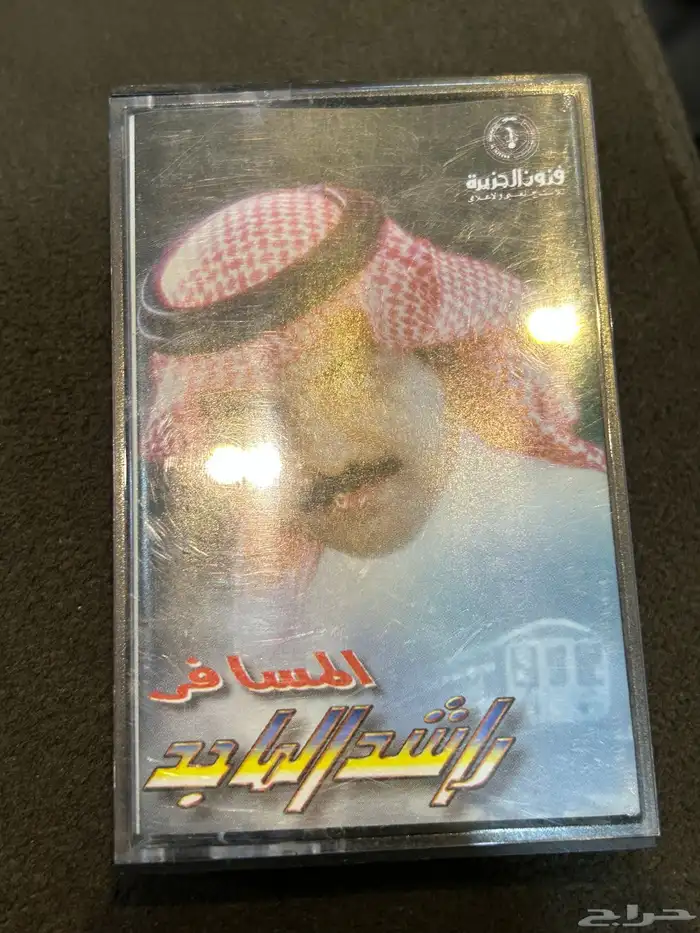 فنون الجزيرة
المسافر
راشد الماجد
حراج